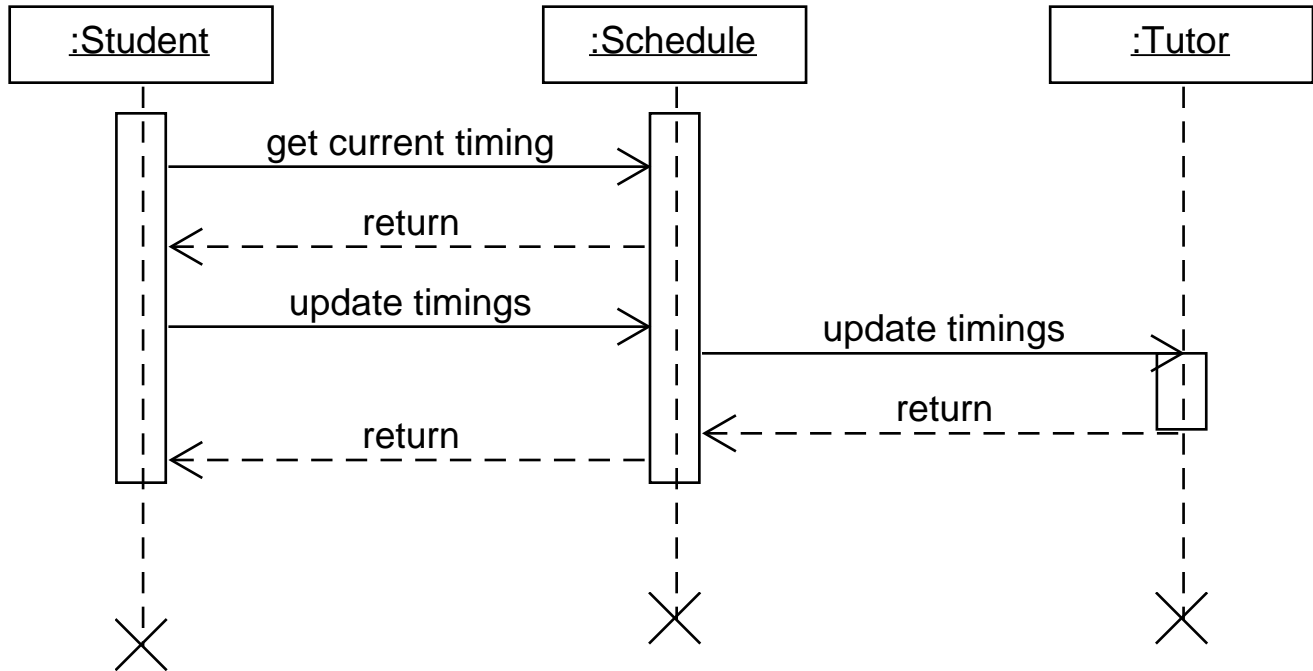 :Student
:Schedule
:Tutor
get current timing
return
update timings
update timings
return
return